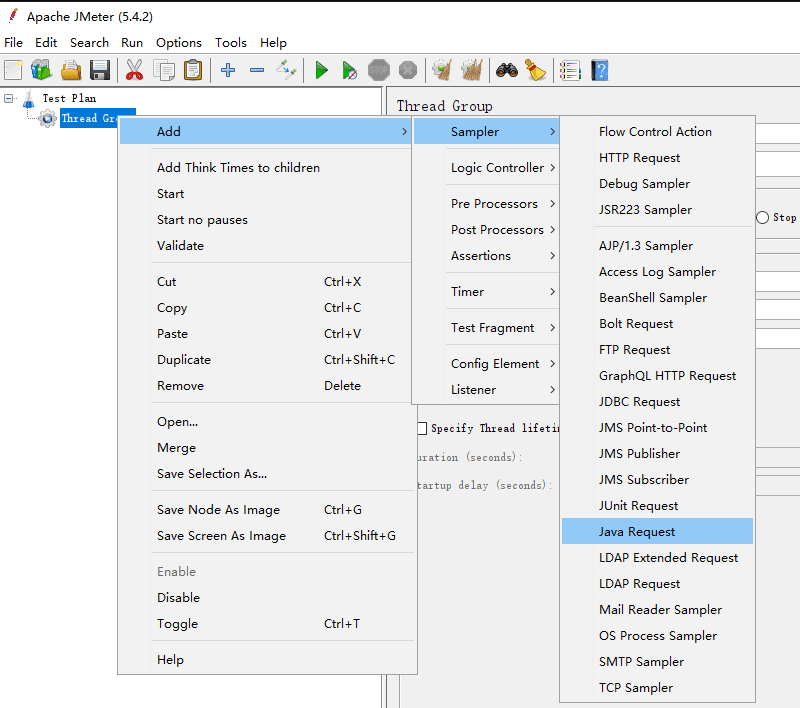 Apache JMeter (5.4.2)
File Edit Search Run Options Tools Help
STOP
Test Plan
Thread Gr
Thread Group
Add
Add Think Times to children
Start
Start no pauses
Validate
Cut Ctrl+X
Copy Ctrl+C
Paste Ctrl+V
Duplicate Ctrl+Shift+C
Remove Delete
Open...
Merge
Save Selection As...
Save Node As Image Ctrl+G
Save Screen As Image Ctrl+Shift+G
Enable
Disable
Toggle Ctrl+T
Help
Sampler
Logic Controller
Pre Processors
Post Processors
Assertions
Timer
Test Fragment
Config Element
Listener
Specify Thread lifetim
uration (seconds):
tartup delay (seconds):
Flow Control Action
HTTP Request
Debug Sampler
JSR223 Sampler
AJP/1.3 Sampler
Access Log Sampler
BeanShell Sampler
Bolt Request
FTP Request
GraphQL HTTP Request
JDBC Request
JMS Point-to-Point
JMS Publisher
JMS Subscriber
JUnit Request
Java Request
LDAP Extended Request
LDAP Request
Mail Reader Sampler
OS Process Sampler
SMTP Sampler
TCP Sampler
Stop